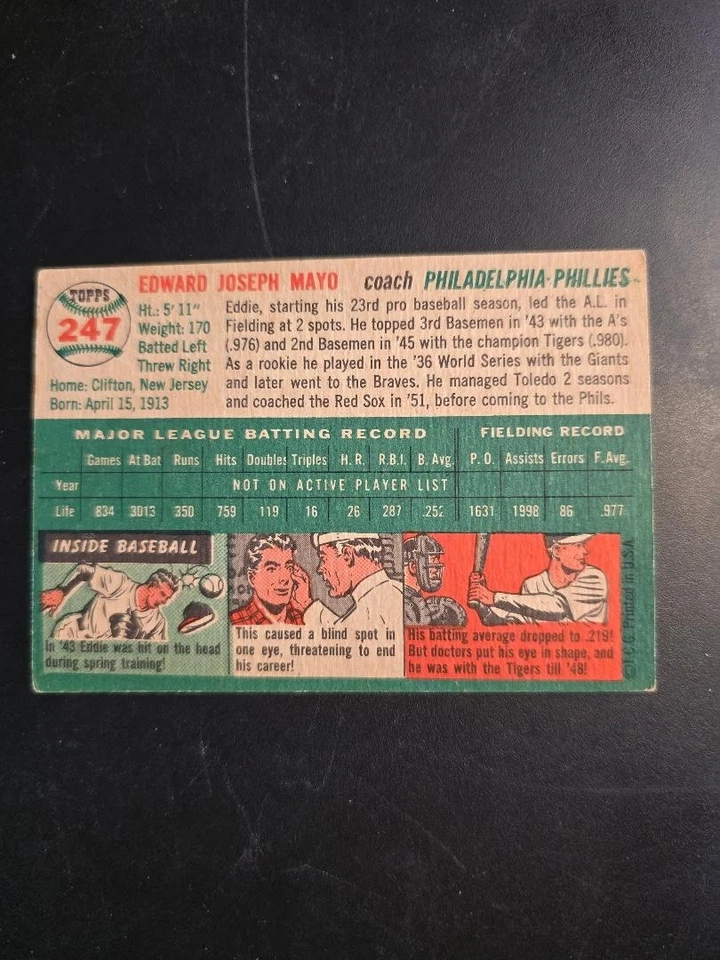 TOPPS
247
EDWARD JOSEPH MAYO coach PHILADELPHIA-PHILLIES
Ht.: 5' 11"
Weight: 170
Batted Left
Threw Right
Home: Clifton, New Jersey
Born: April 15, 1913
Eddie, starting his 23rd pro baseball season, led the A.L. in
Fielding at 2 spots. He topped 3rd Basemen in '43 with the A's
(.976) and 2nd Basemen in '45 with the champion Tigers (.980).
As a rookie he played in the '36 World Series with the Giants
and later went to the Braves. He managed Toledo 2 seasons
and coached the Red Sox in '51, before coming to the Phils.
MAJOR LEAGUE BATTING RECORD FIELDING RECORD
Games At Bat Runs Hits Doubles Triples H. R. R.B.I. B. Avg. P. O. Assists Errors F. Avg.
Year NOT ON ACTIVE PLAYER LIST
Life 834 3013 350 759 119 16 26 287 .252 1631 1998 86 .977
INSIDE BASEBALL
In '43 Eddie was hit on the head
during spring training!
This caused a blind spot in
one eye, threatening to end
his career!
His batting average dropped to .219!
But doctors put his eye in shape, and
he was with the Tigers till '48!
© T. C. G. Printed in U.S.A.